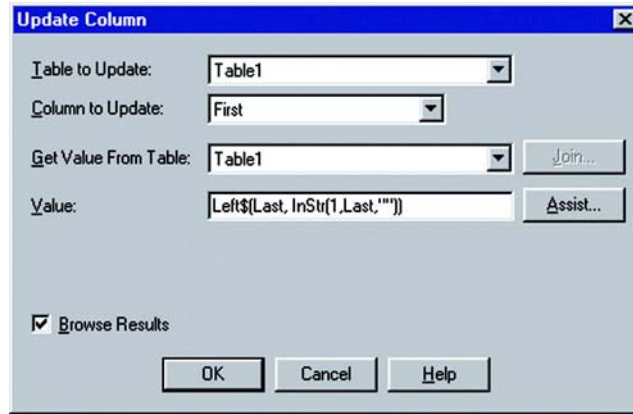 Update Column
Table to Update: Table1
Column to Update: First
Get Value From Table: Table1 Join...
Value: Left$(Last, InStr(1,Last,"")) Assist...
Browse Results
OK Cancel Help